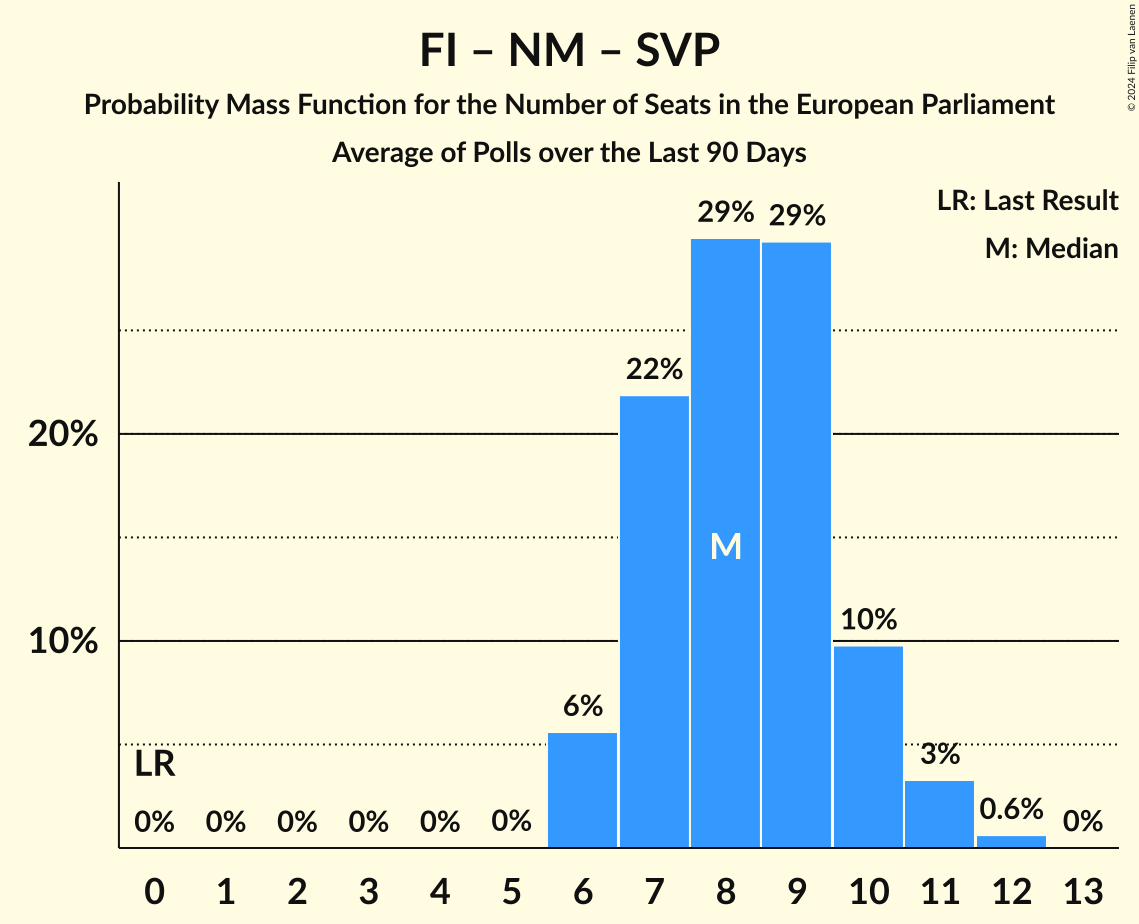 FI – NM – SVP
Probability Mass Function for the Number of Seats in the European Parliament
Average of Polls over the Last 90 Days
© 2024 Filip van Laenen
LR: Last Result
M: Median
29% 29%
22%
20%
M
10%
10%
6%
3%
LR
0.6%
0% 0% 0% 0% 0% 0% 0%
0 1 2 3 4 5 6 7 8 9 10 11 12 13